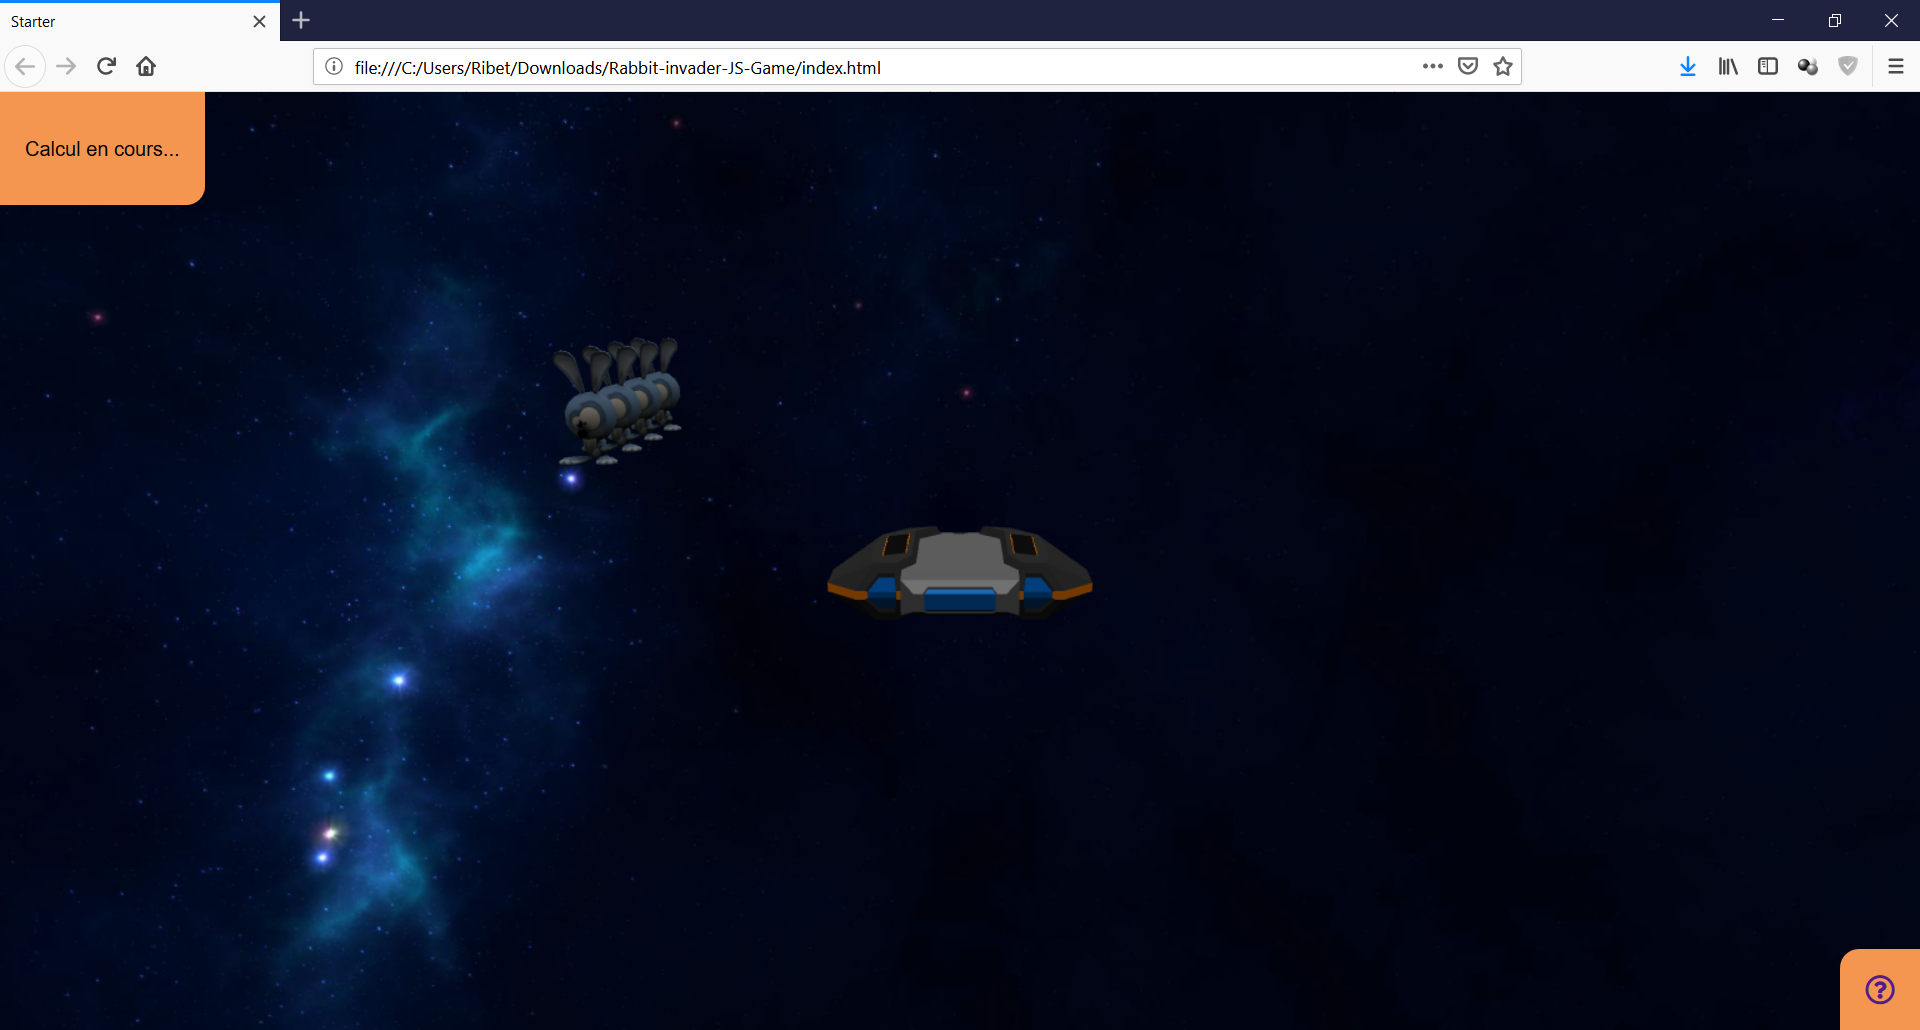 Starter
file:///C:/Users/Ribet/Downloads/Rabbit-invader-JS-Game/index.html
Calcul en cours...
?